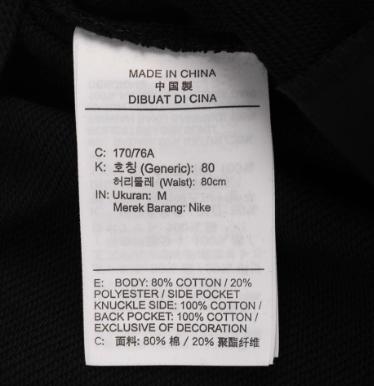 MADE IN CHINA
中国製
DIBUAT DI CINA
C: 170/76A
K: 호칭 (Generic): 80
허리둘레 (Waist): 80cm
IN: Ukuran: M
Merek Barang: Nike
E: BODY: 80% COTTON / 20%
POLYESTER / SIDE POCKET
KNUCKLE SIDE: 100% COTTON /
BACK POCKET: 100% COTTON /
EXCLUSIVE OF DECORATION
C: 面料: 80% 棉 / 20% 聚酯纤维